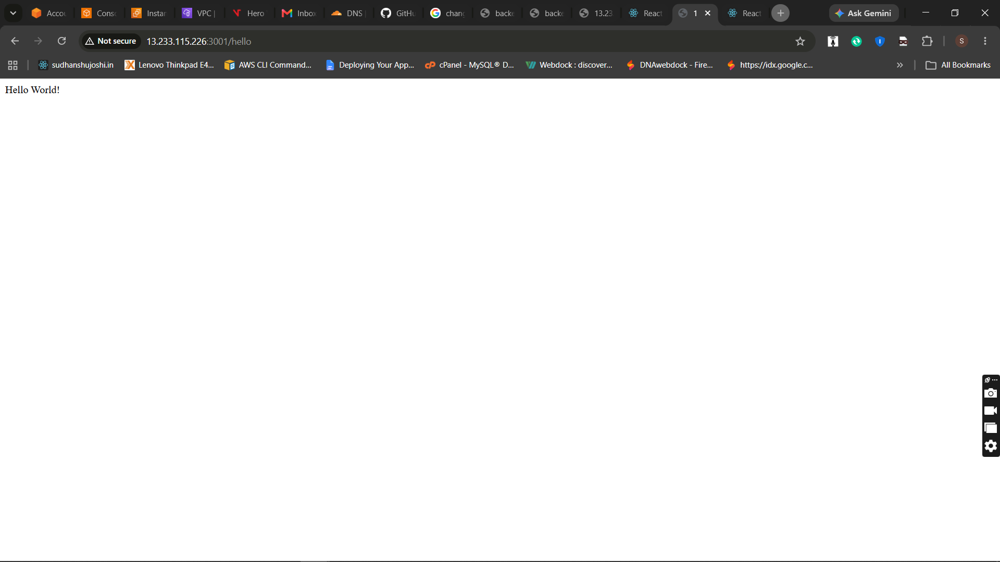 Accou
Consc
Instar
VPC |
Hero
Inbox
DNS |
GitHu
chang
backe
backe
13.23
React
1
React
Ask Gemini
Not secure
13.233.115.226:3001/hello
S
sudhanshujoshi.in
Lenovo Thinkpad E4...
AWS CLI Command...
Deploying Your App...
cPanel - MySQL® D...
Webdock : discover...
DNAwebdock - Fire...
https://idx.google.c...
All Bookmarks
Hello World!